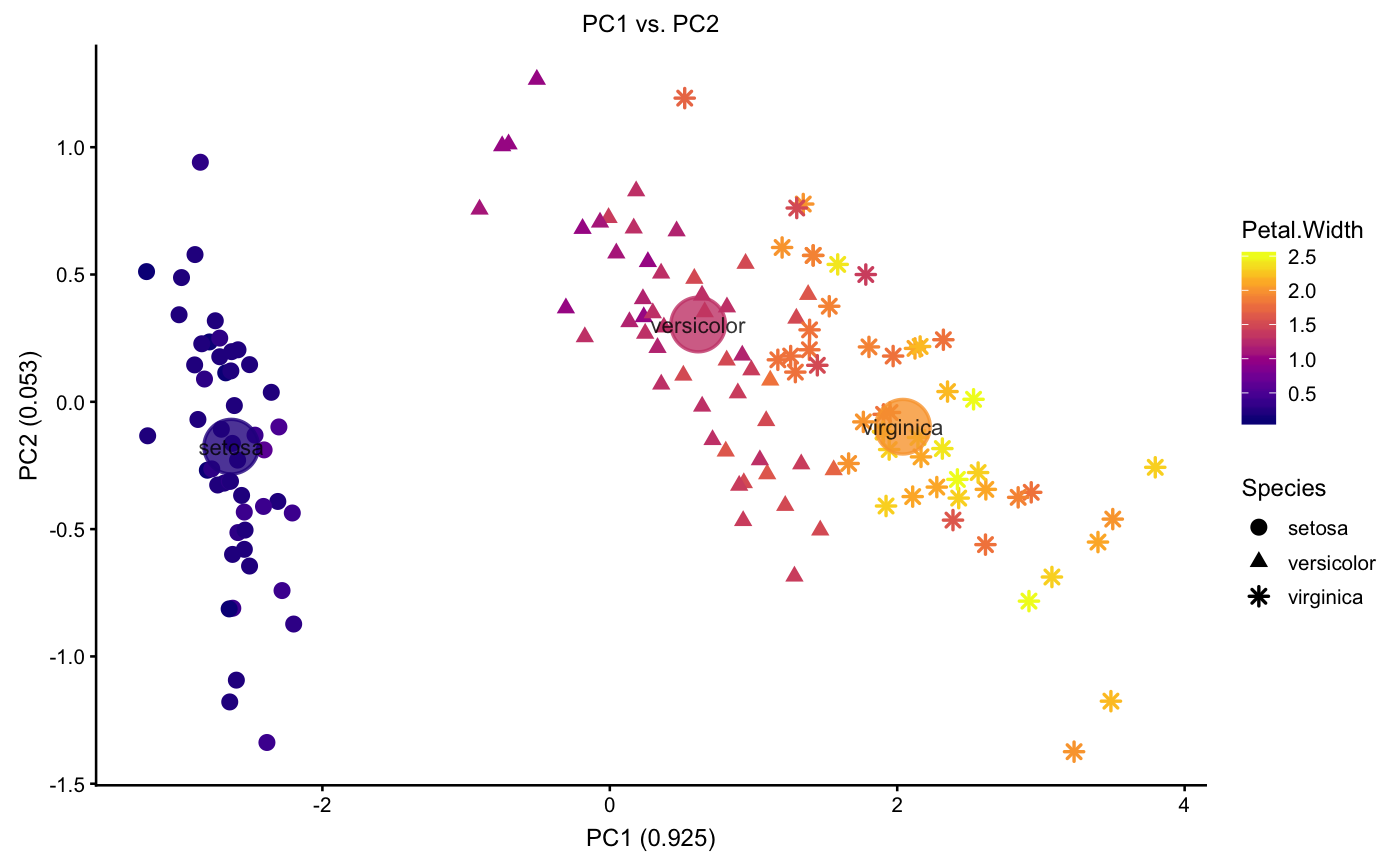 PC1 vs. PC2
1.0
0.5
0.0
-0.5
-1.0
-1.5
PC2 (0.053)
-2
0
2
4
PC1 (0.925)
setosa
versicolor
virginica
Petal.Width
2.5
2.0
1.5
1.0
0.5
Species
setosa
versicolor
virginica